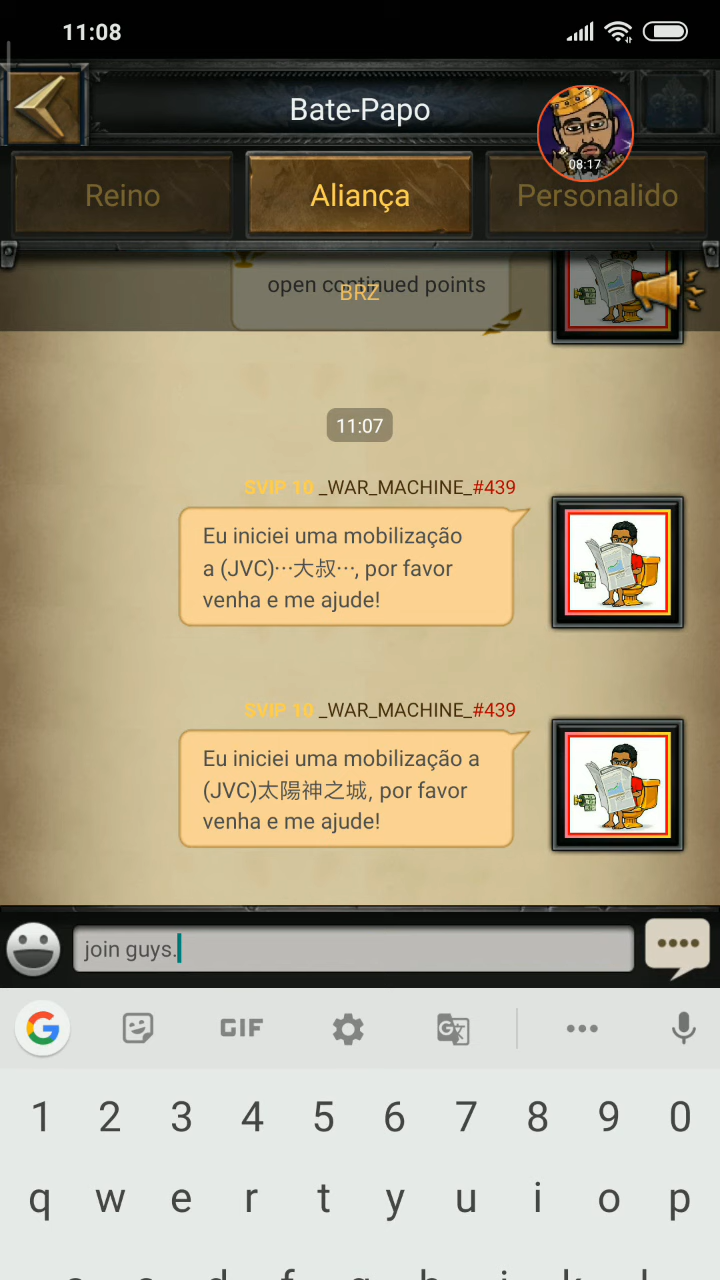 11:08
Bate-Papo
08:17
Reino
Aliança
Personalido
open continued points
BRZ
11:07
SVIP 10 _WAR_MACHINE_#439
Eu iniciei uma mobilização
a (JVC)···大叔···, por favor
venha e me ajude!
SVIP 10 _WAR_MACHINE_#439
Eu iniciei uma mobilização a
(JVC)太陽神之城, por favor
venha e me ajude!
join guys.
GIF
1 2 3 4 5 6 7 8 9 0
q w e r t y u i o p